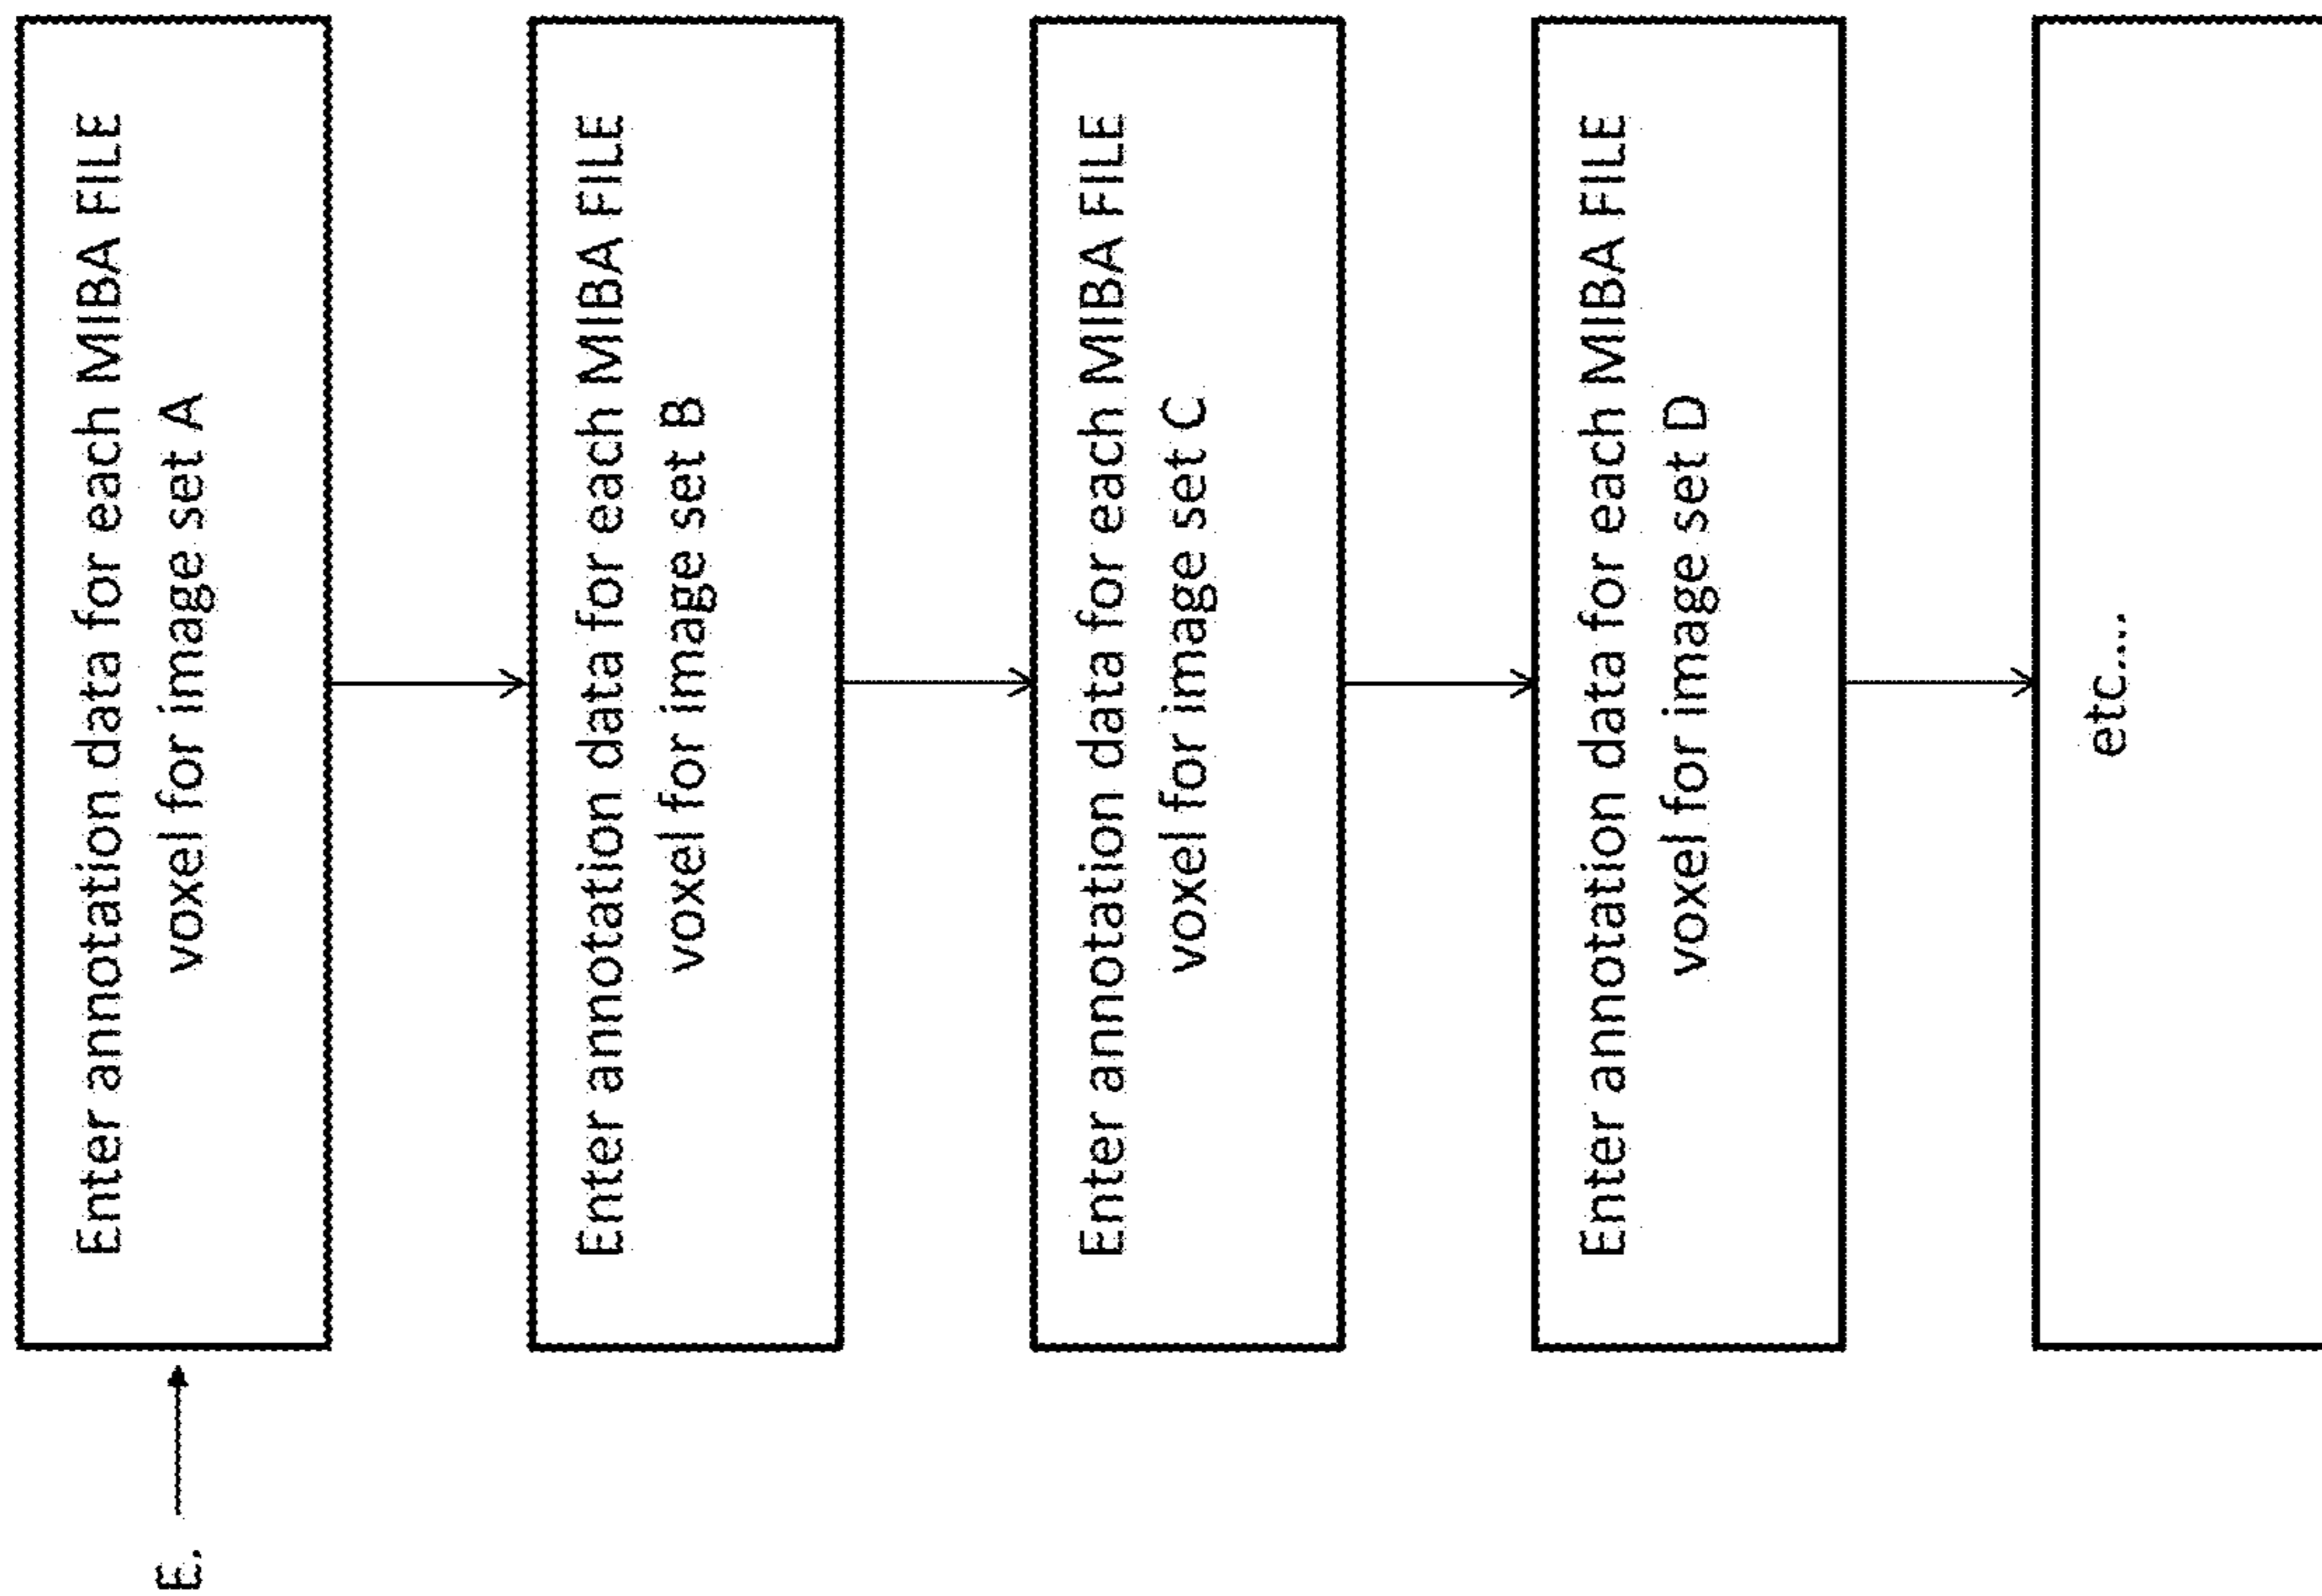 E.
Enter annotation data for each MIBA FILE
voxel for image set A
Enter annotation data for each MIBA FILE
voxel for image set B
Enter annotation data for each MIBA FILE
voxel for image set C
Enter annotation data for each MIBA FILE
voxel for image set D
etc....